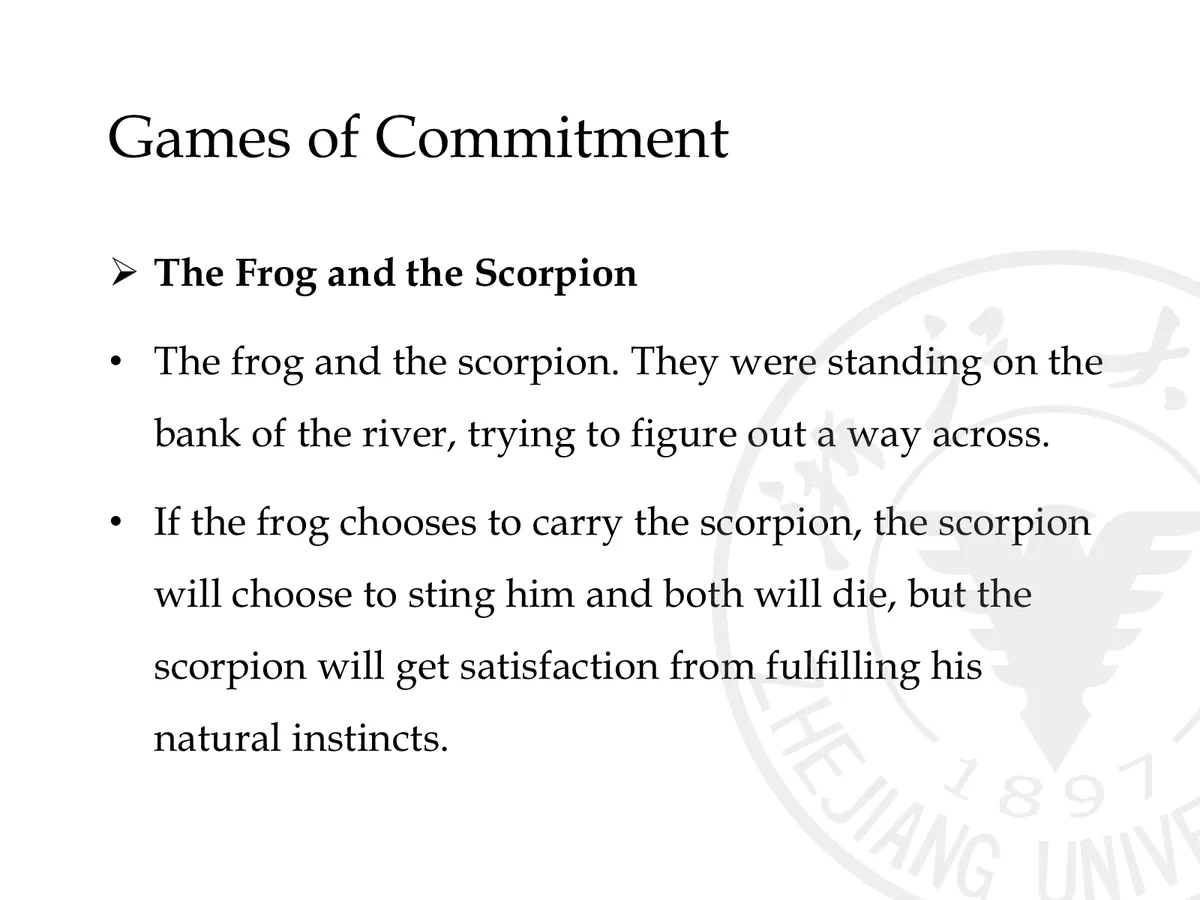 Games of Commitment
➢ The Frog and the Scorpion
• The frog and the scorpion. They were standing on the
bank of the river, trying to figure out a way across.
• If the frog chooses to carry the scorpion, the scorpion
will choose to sting him and both will die, but the
scorpion will get satisfaction from fulfilling his
natural instincts.
1897
ZHEJIANG UNIVE